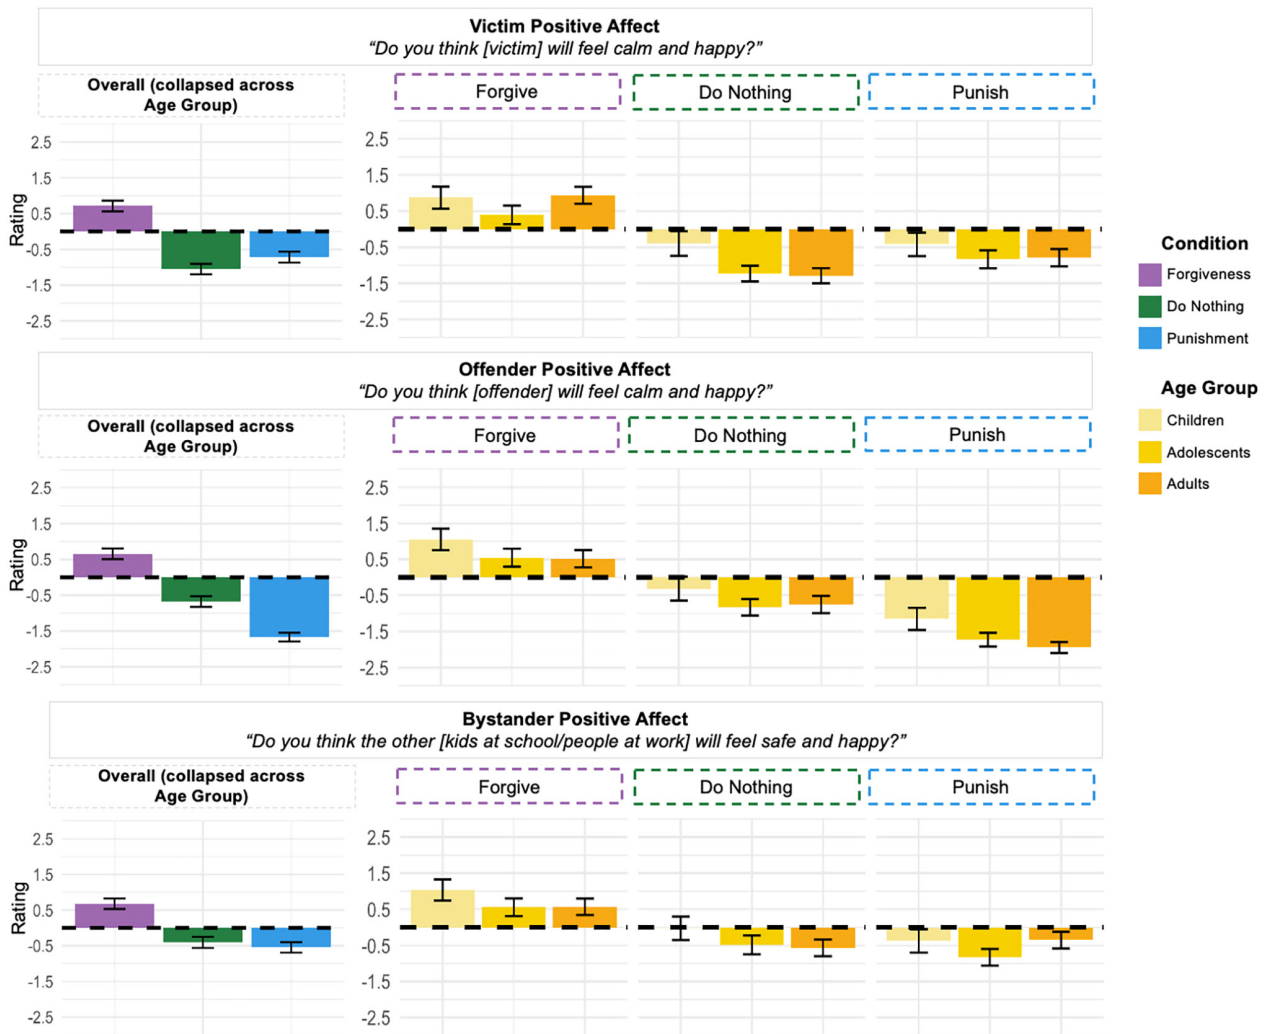 Victim Positive Affect
“Do you think [victim] will feel calm and happy?”
Overall (collapsed across
Age Group)
Forgive
Do Nothing
Punish
Rating
2.5
1.5
0.5
-0.5
-1.5
-2.5
2.5
1.5
0.5
-0.5
-1.5
-2.5
Condition
Forgiveness
Do Nothing
Punishment
Age Group
Children
Adolescents
Adults
Offender Positive Affect
“Do you think [offender] will feel calm and happy?”
Overall (collapsed across
Age Group)
Forgive
Do Nothing
Punish
Rating
2.5
1.5
0.5
-0.5
-1.5
-2.5
2.5
1.5
0.5
-0.5
-1.5
-2.5
Bystander Positive Affect
“Do you think the other [kids at school/people at work] will feel safe and happy?”
Overall (collapsed across
Age Group)
Forgive
Do Nothing
Punish
Rating
2.5
1.5
0.5
-0.5
-1.5
-2.5
2.5
1.5
0.5
-0.5
-1.5
-2.5